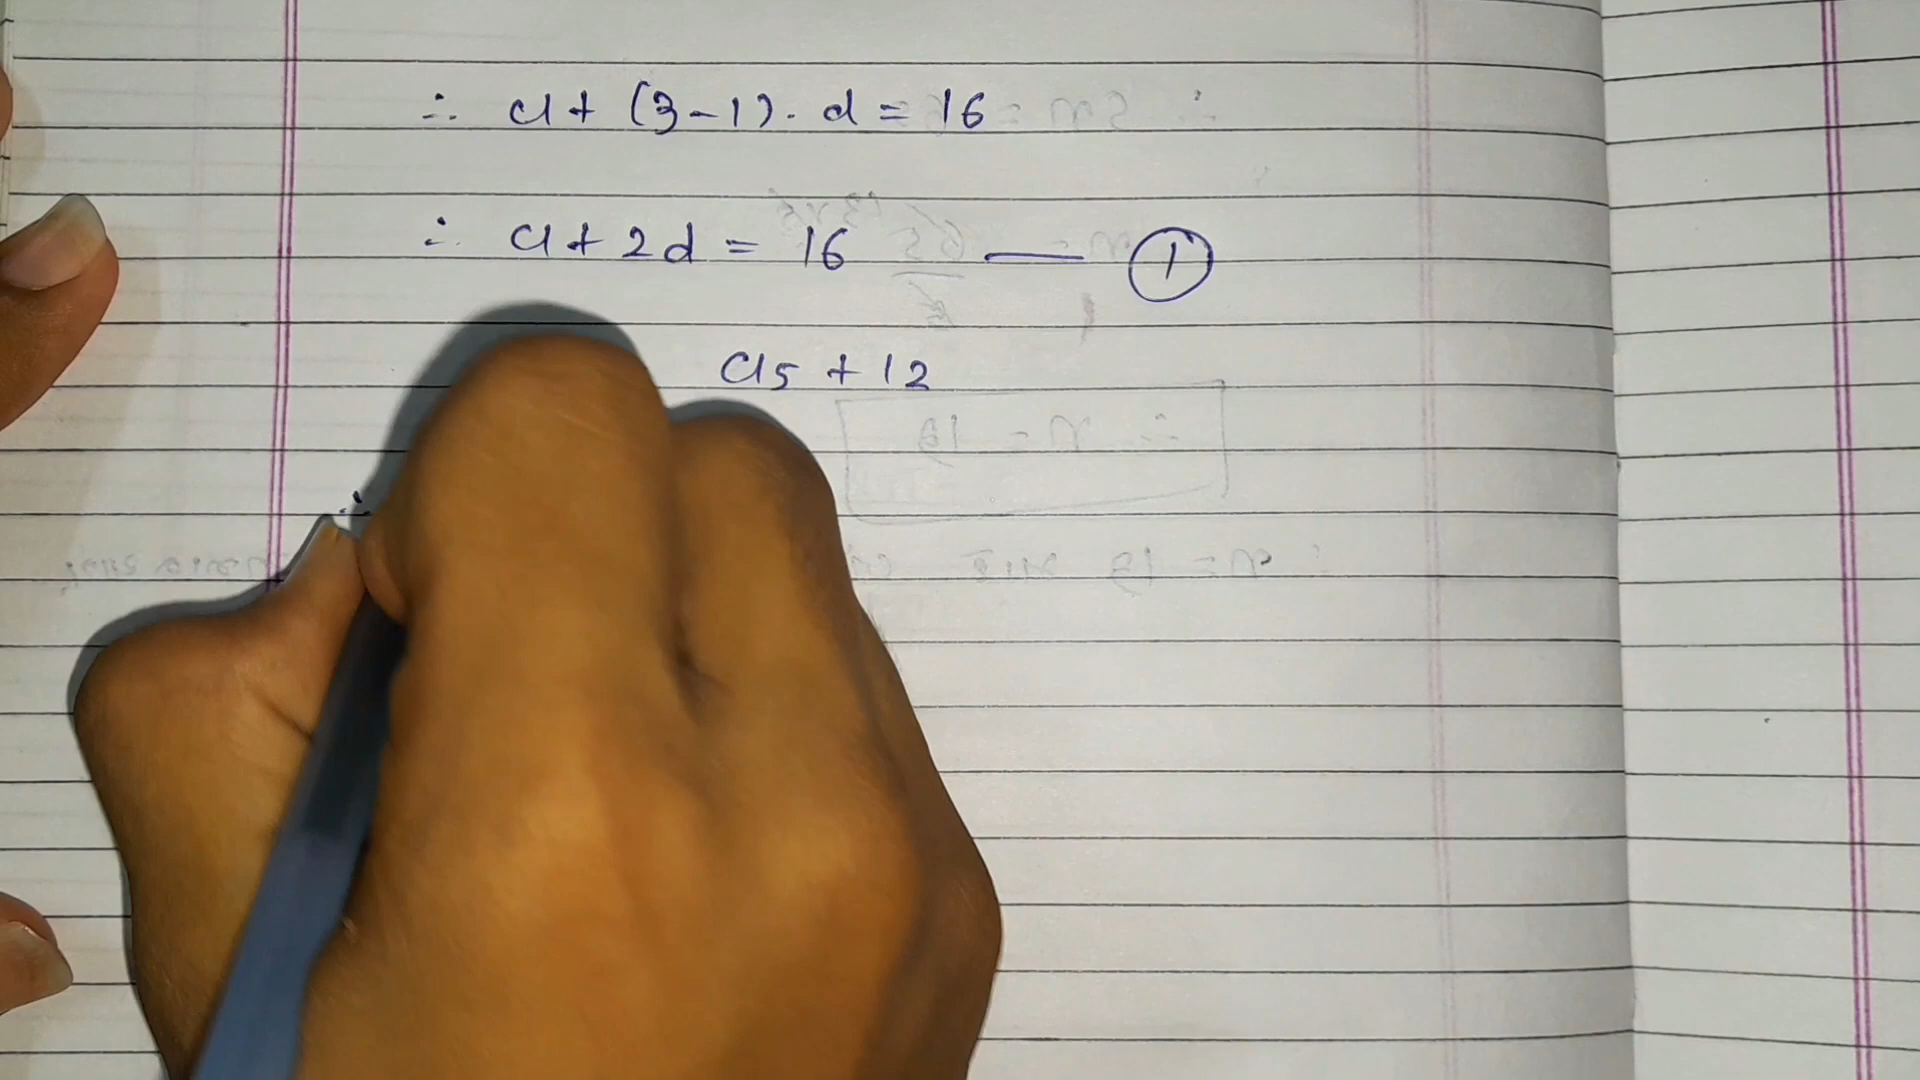 ∴ a + (3-1). d = 16
∴ a + 2d = 16 —— ①
a5 + 12
∴